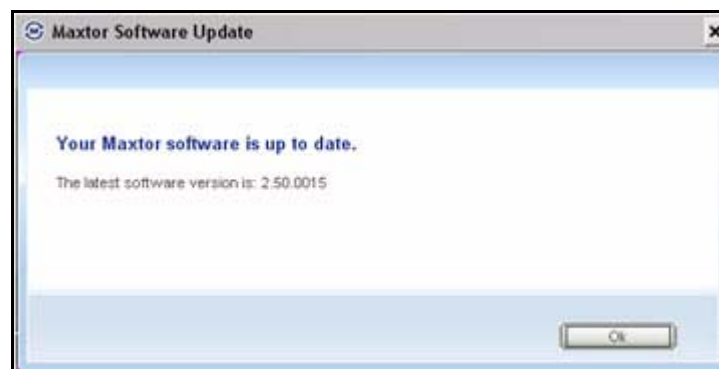 Maxtor Software Update
Your Maxtor software is up to date.
The latest software version is: 2.50.0015
Ok